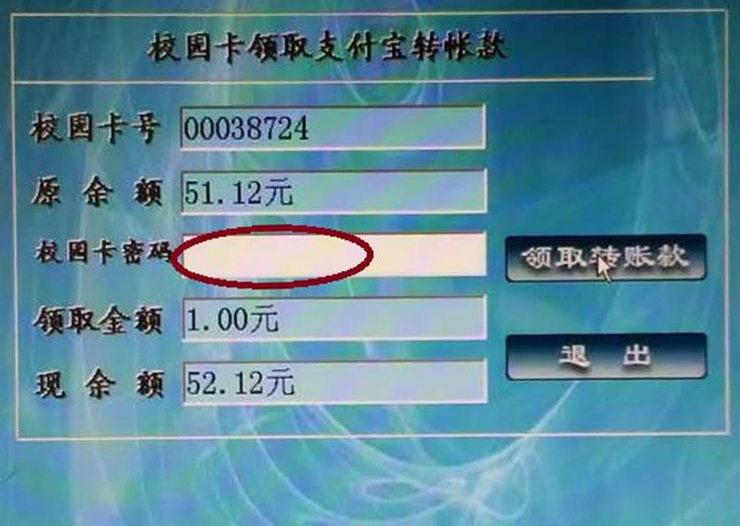 校园卡领取支付宝转帐款
校园卡号 00038724
原余额 51.12元
校园卡密码
领取转账款
领取金额 1.00元
退出
现余额 52.12元